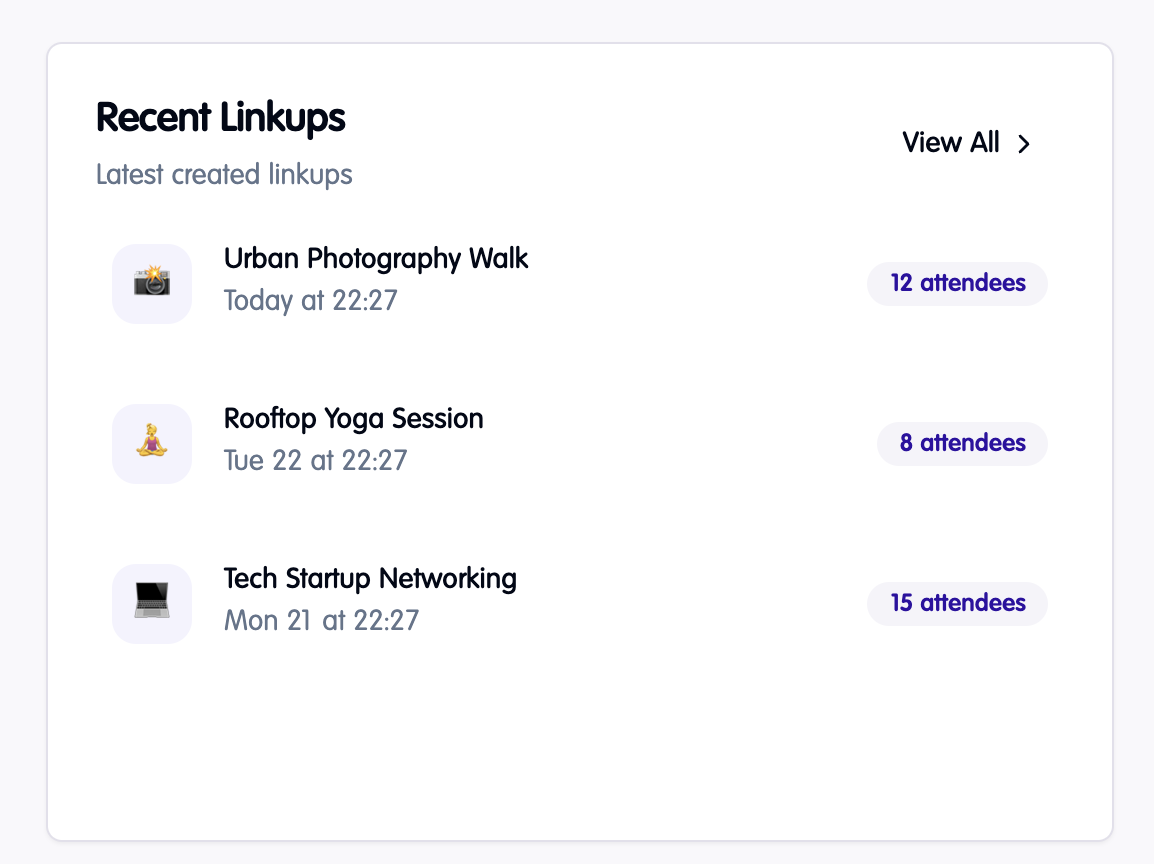 Recent Linkups
Latest created linkups
View All
Urban Photography Walk
Today at 22:27
12 attendees
Rooftop Yoga Session
Tue 22 at 22:27
8 attendees
Tech Startup Networking
Mon 21 at 22:27
15 attendees